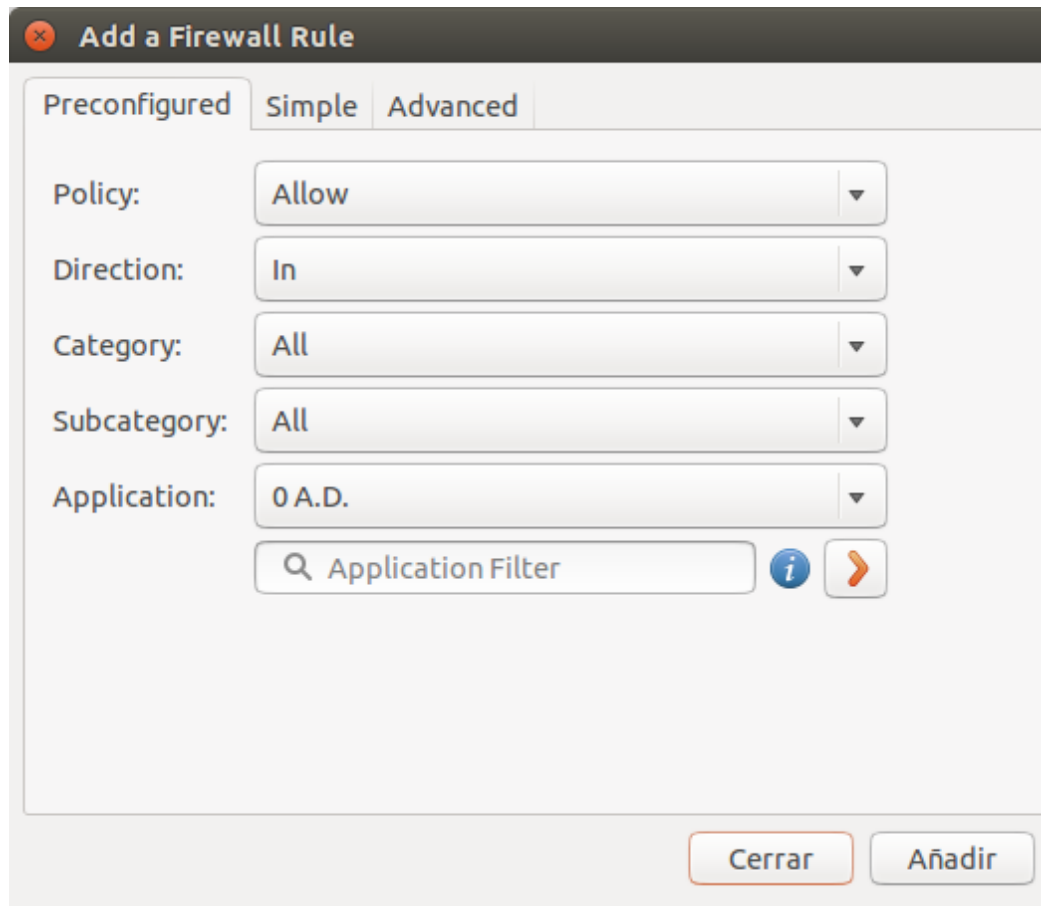 Add a Firewall Rule
Preconfigured Simple Advanced
Policy: Allow
Direction: In
Category: All
Subcategory: All
Application: 0 A.D.
Application Filter
Cerrar Añadir